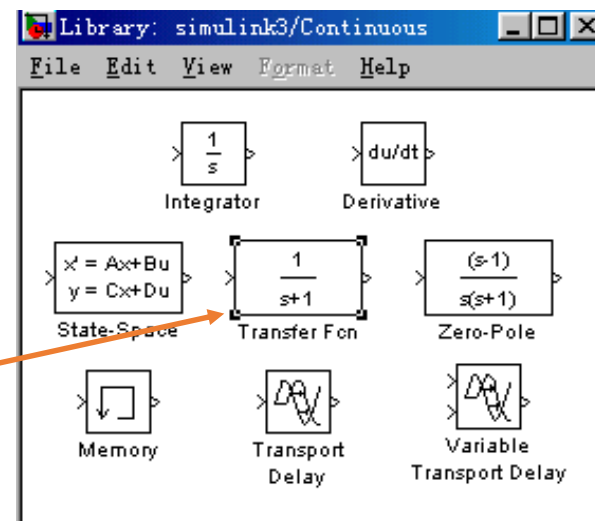 Library: simulink3/Continuous
File Edit View Format Help
1
s
du/dt
Integrator
Derivative
x' = Ax+Bu
y = Cx+Du
1
s+1
(s-1)
s(s+1)
State-Space
Transfer Fcn
Zero-Pole
Memory
Transport
Delay
Variable
Transport Delay